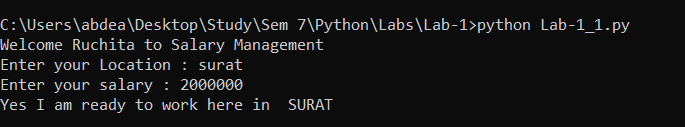 C:\Users\abdea\Desktop\Study\Sem 7\Python\Labs\Lab-1>python Lab-1_1.py
Welcome Ruchita to Salary Management
Enter your Location : surat
Enter your salary : 2000000
Yes I am ready to work here in  SURAT